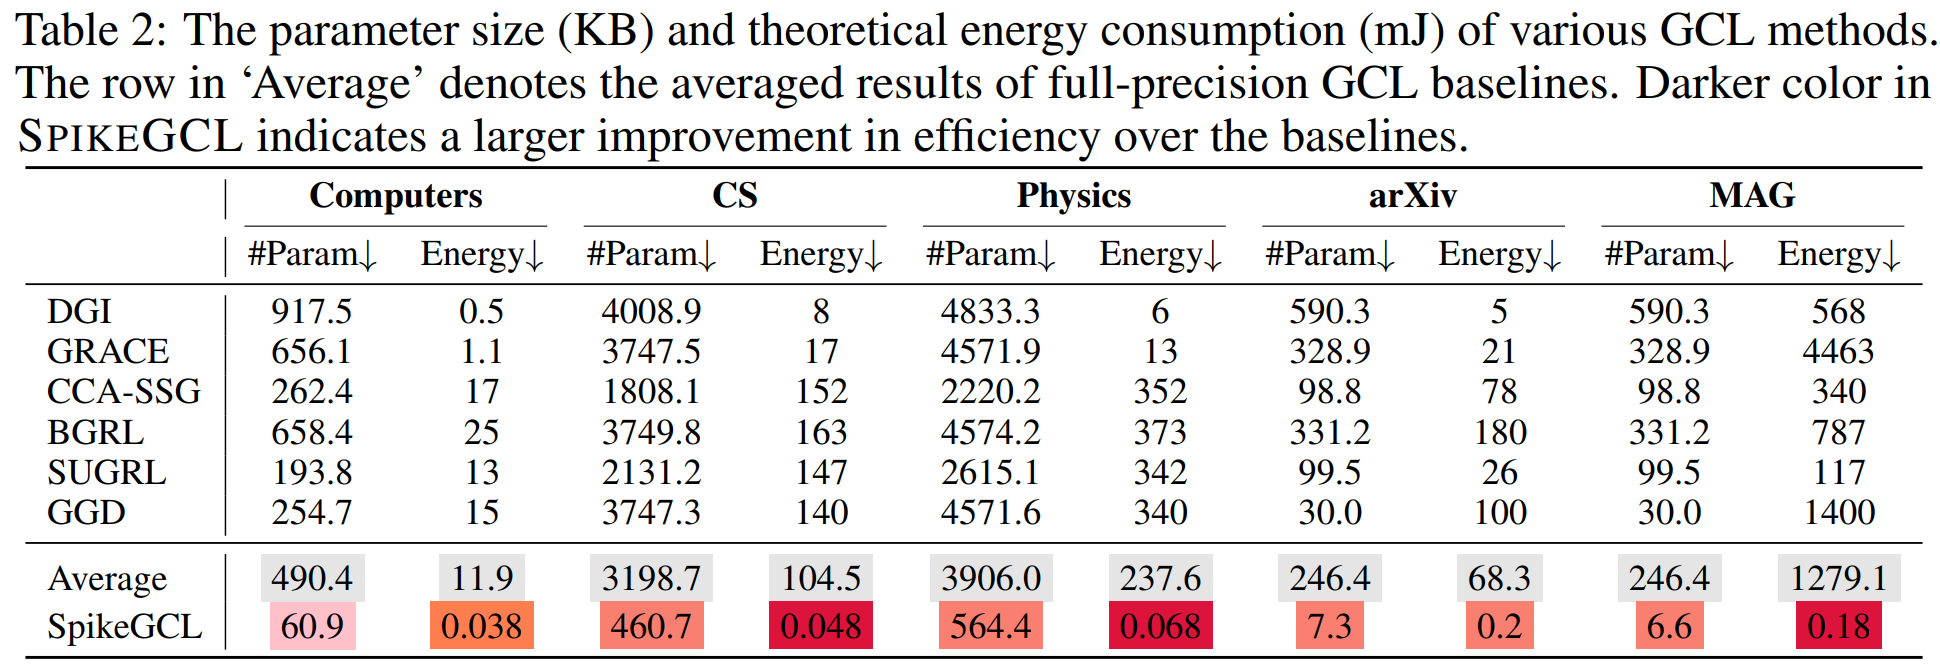 Table 2: The parameter size (KB) and theoretical energy consumption (mJ) of various GCL methods.
The row in ‘Average’ denotes the averaged results of full-precision GCL baselines. Darker color in
SPIKEGCL indicates a larger improvement in efficiency over the baselines.
Computers CS Physics arXiv MAG
#Param↓ Energy↓ #Param↓ Energy↓ #Param↓ Energy↓ #Param↓ Energy↓ #Param↓ Energy↓
DGI 917.5 0.5 4008.9 8 4833.3 6 590.3 5 590.3 568
GRACE 656.1 1.1 3747.5 17 4571.9 13 328.9 21 328.9 4463
CCA-SSG 262.4 17 1808.1 152 2220.2 352 98.8 78 98.8 340
BGRL 658.4 25 3749.8 163 4574.2 373 331.2 180 331.2 787
SUGRL 193.8 13 2131.2 147 2615.1 342 99.5 26 99.5 117
GGD 254.7 15 3747.3 140 4571.6 340 30.0 100 30.0 1400
Average 490.4 11.9 3198.7 104.5 3906.0 237.6 246.4 68.3 246.4 1279.1
SpikeGCL 60.9 0.038 460.7 0.048 564.4 0.068 7.3 0.2 6.6 0.18